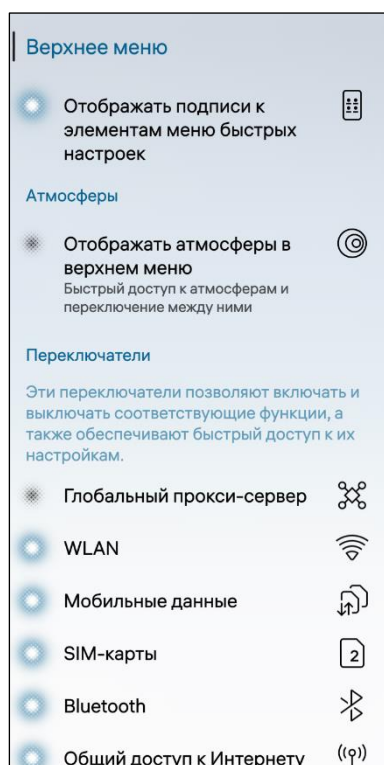 Верхнее меню
Отображать подписи к
элементам меню быстрых
настроек
Атмосферы
Отображать атмосферы в
верхнем меню
Быстрый доступ к атмосферам и
переключение между ними
Переключатели
Эти переключатели позволяют включать и
выключать соответствующие функции, а
также обеспечивают быстрый доступ к их
настройкам.
Глобальный прокси-сервер
WLAN
Мобильные данные
SIM-карты
2
Bluetooth
Общий доступ к Интернету